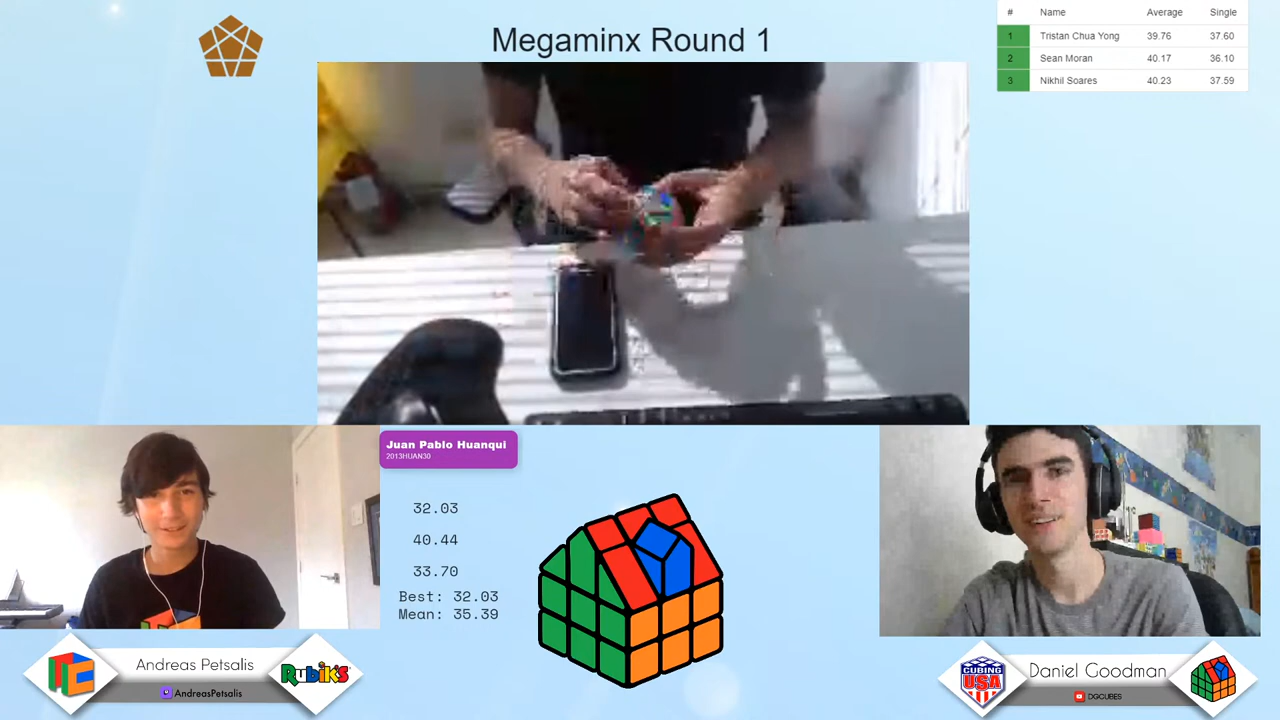 Megaminx Round 1
# Name Average Single
1 Tristan Chua Yong 39.76 37.60
2 Sean Moran 40.17 36.10
3 Nikhil Soares 40.23 37.59
Juan Pablo Huanqui
2013HUAN30
32.03
40.44
33.70
Best: 32.03
Mean: 35.39
Andreas Petsalis
AndreasPetsalis
RUBIK'S
Daniel Goodman
DGCUBES
CUBING
USA